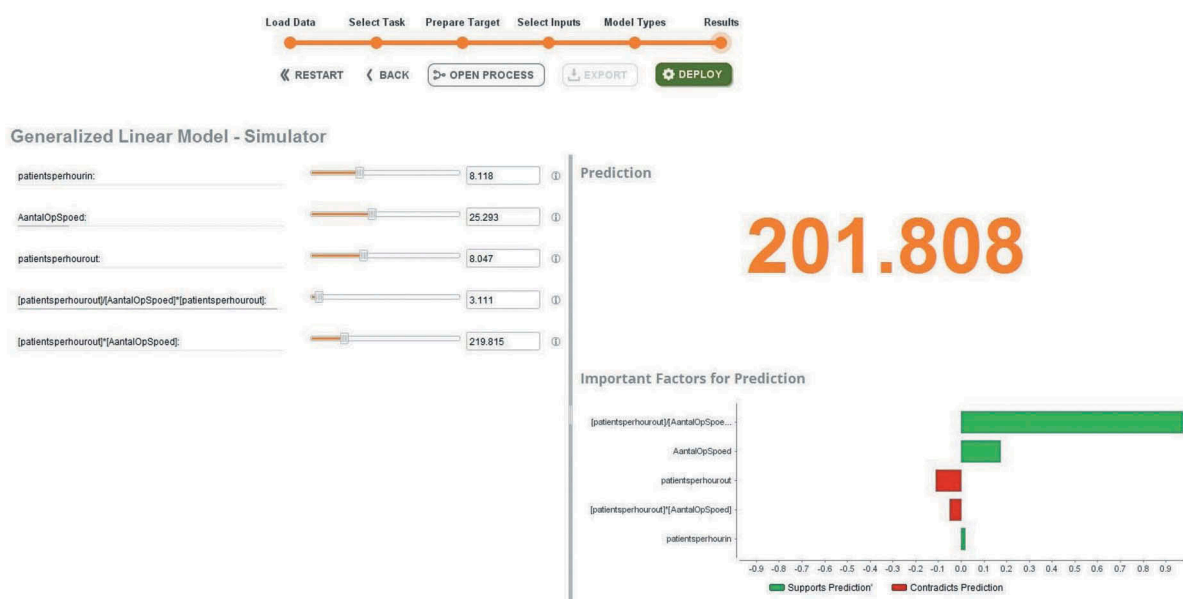 Load Data Select Task Prepare Target Select Inputs Model Types Results
RESTART BACK OPEN PROCESS EXPORT DEPLOY
Generalized Linear Model - Simulator
patientsperhourin: 8.118
AantalOpSpoed: 25.293
patientsperhourout: 8.047
[patientsperhourout]/[AantalOpSpoed]*[patientsperhourout]: 3.111
[patientsperhourout]*[AantalOpSpoed]: 219.815
Prediction
201.808
Important Factors for Prediction
[patientsperhourout]/[AantalOpSpoe...
AantalOpSpoed
patientsperhourout
[patientsperhourout]*[AantalOpSpoed]
patientsperhourin
-0.9 -0.8 -0.7 -0.6 -0.5 -0.4 -0.3 -0.2 -0.1 0.0 0.1 0.2 0.3 0.4 0.5 0.6 0.7 0.8 0.9
Supports Prediction' Contradicts Prediction